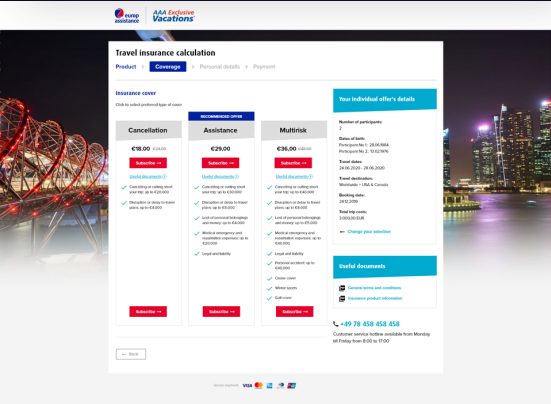 europ
assistance
AAA Exclusive
Vacations
Travel insurance calculation
Product
Coverage
Personal details
Payment
Insurance cover
Click to select preferred type of cover
RECOMMENDED OFFER
Cancellation
€18,00
Subscribe →
Useful documents
Cancelling or cutting short
your trip: up to €20.000
Disruption or delay to travel
plans: up to €4.000
Subscribe →
Assistance
€29,00
Subscribe →
Useful documents
Cancelling or cutting short
your trip: up to €30.000
Disruption or delay to travel
plans: up to €6.000
Lost of personal belongings
and money: up to €4.000
Medical emergency and
repatriation expenses: up to
Legal and liability
Subscribe →
Multirisk
€36,00
Subscribe →
Useful documents
Cancelling or cutting short
your trip: up to €40.000
Disruption or delay to travel
plans: up to €8.000
Lost of personal belongings
and money: up to €5.000
Medical emergency and
repatriation expenses: up to
Legal and liability
Personal accident: up to
Cruise cover
Winter sports
Golf cover
Subscribe →
← Back
Your individual offer's details
Number of participants:
2
Dates of birth:
Participant No 1: 28.06.1986
Participant No 2: 10.02.1976
Travel dates:
24.06.2020 - 28.06.2020
Travel destination:
Worldwide – USA & Canada
Booking date:
28.12.2019
Total trip costs:
3.000,00 EUR
← Change your selection
Useful documents
General terms and conditions
Insurance product information
+49 78 458 458 458
Customer service hotline available from Monday
till Friday from 8:00 to 17:00
VISA